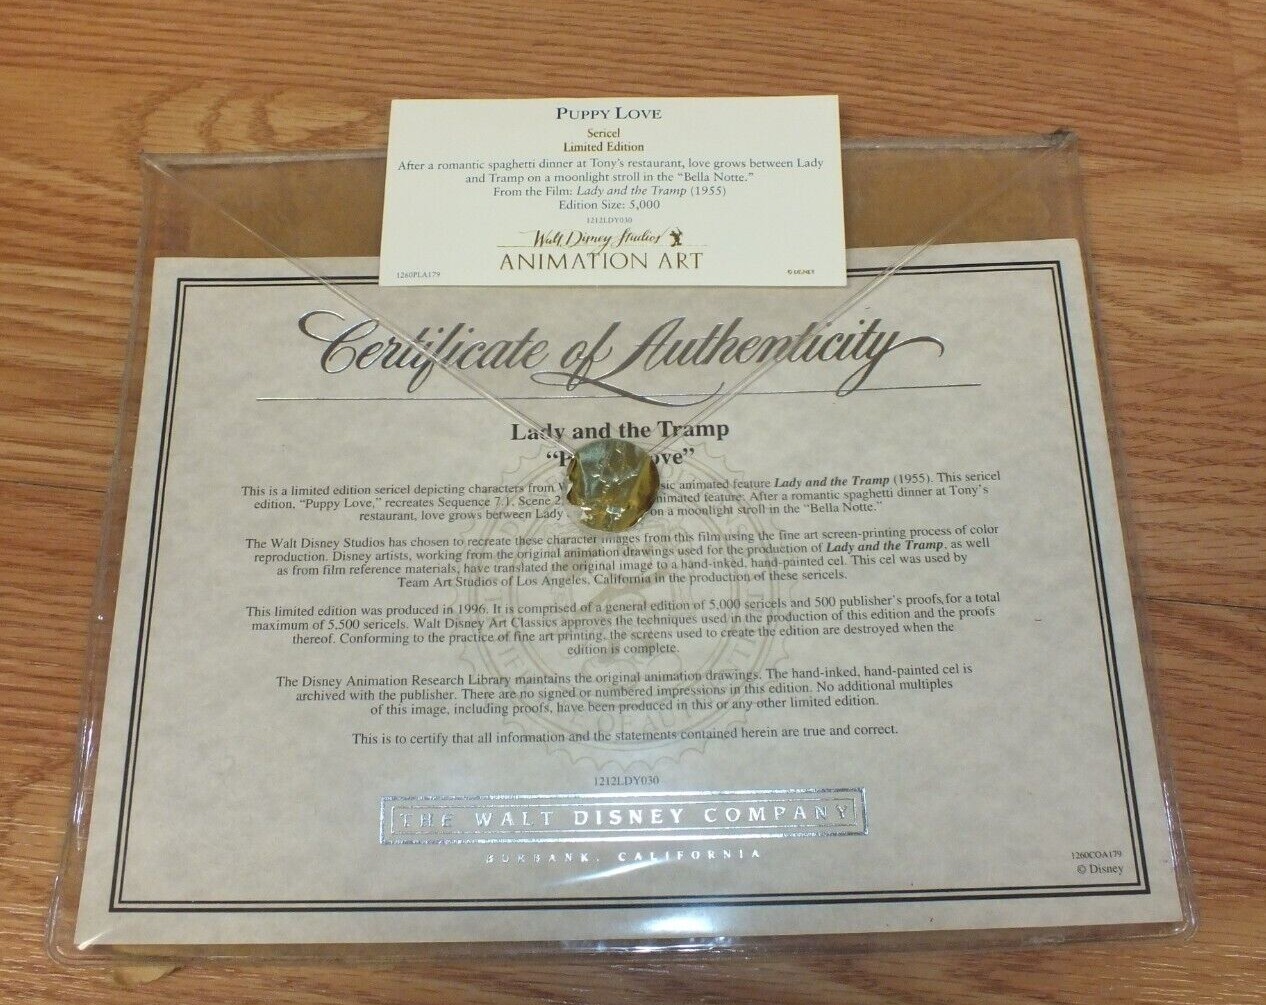 PUPPY LOVE
Sericel
Limited Edition
After a romantic spaghetti dinner at Tony's restaurant, love grows between Lady
and Tramp on a moonlight stroll in the "Bella Notte."
From the Film: Lady and the Tramp (1955)
Edition Size: 5,000
1212LDY030
Walt Disney Studios
ANIMATION ART
1260PLA179
© DISNEY
Certificate of Authenticity
Lady and the Tramp
"P ove"
This is a limited edition sericel depicting characters from sic animated feature Lady and the Tramp (1955). This sericel
edition, "Puppy Love," recreates Sequence 7.1, Scene 2, nimated feature. After a romantic spaghetti dinner at Tony's
restaurant, love grows between Lady on a moonlight stroll in the "Bella Notte."
The Walt Disney Studios has chosen to recreate these character images from this film using the fine art screen-printing process of color
reproduction. Disney artists, working from the original animation drawings used for the production of Lady and the Tramp, as well
as from film reference materials, have translated the original image to a hand-inked, hand-painted cel. This cel was used by
Team Art Studios of Los Angeles, California in the production of these sericels.
This limited edition was produced in 1996. It is comprised of a general edition of 5,000 sericels and 500 publisher's proofs, for a total
maximum of 5,500 sericels. Walt Disney Art Classics approves the techniques used in the production of this edition and the proofs
thereof. Conforming to the practice of fine art printing, the screens used to create the edition are destroyed when the
edition is complete.
The Disney Animation Research Library maintains the original animation drawings. The hand-inked, hand-painted cel is
archived with the publisher. There are no signed or numbered impressions in this edition. No additional multiples
of this image, including proofs, have been produced in this or any other limited edition.
This is to certify that all information and the statements contained herein are true and correct.
1212LDY030
THE WALT DISNEY COMPANY
BURBANK, CALIFORNIA
1260COA179
© Disney